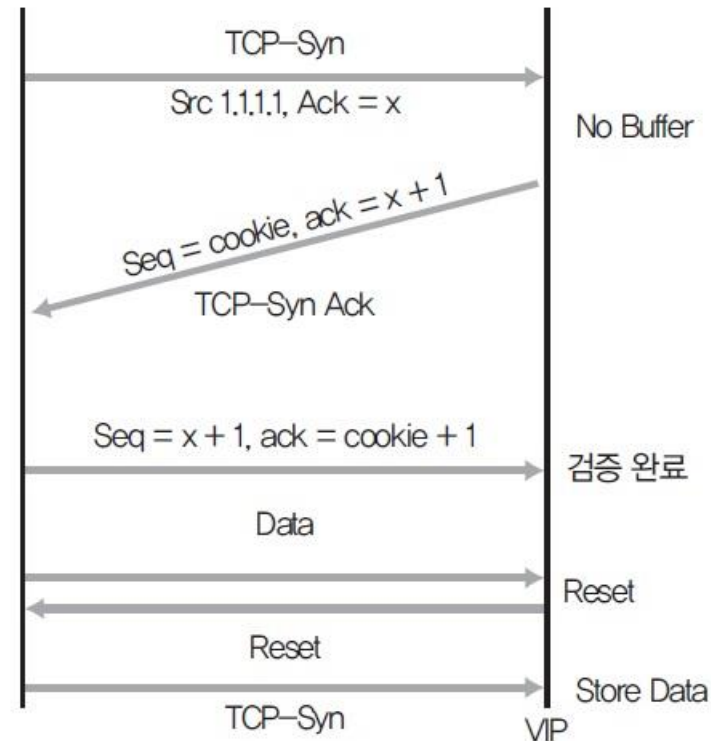 TCP-Syn
Src 1.1.1.1, Ack = x
No Buffer
Seq = cookie, ack = x + 1
TCP-Syn Ack
Seq = x + 1, ack = cookie + 1
검증 완료
Data
Reset
Reset
Store Data
TCP-Syn
VIP